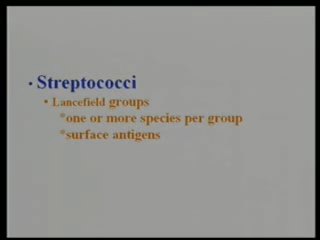 • Streptococci
• Lancefield groups
*one or more species per group
*surface antigens